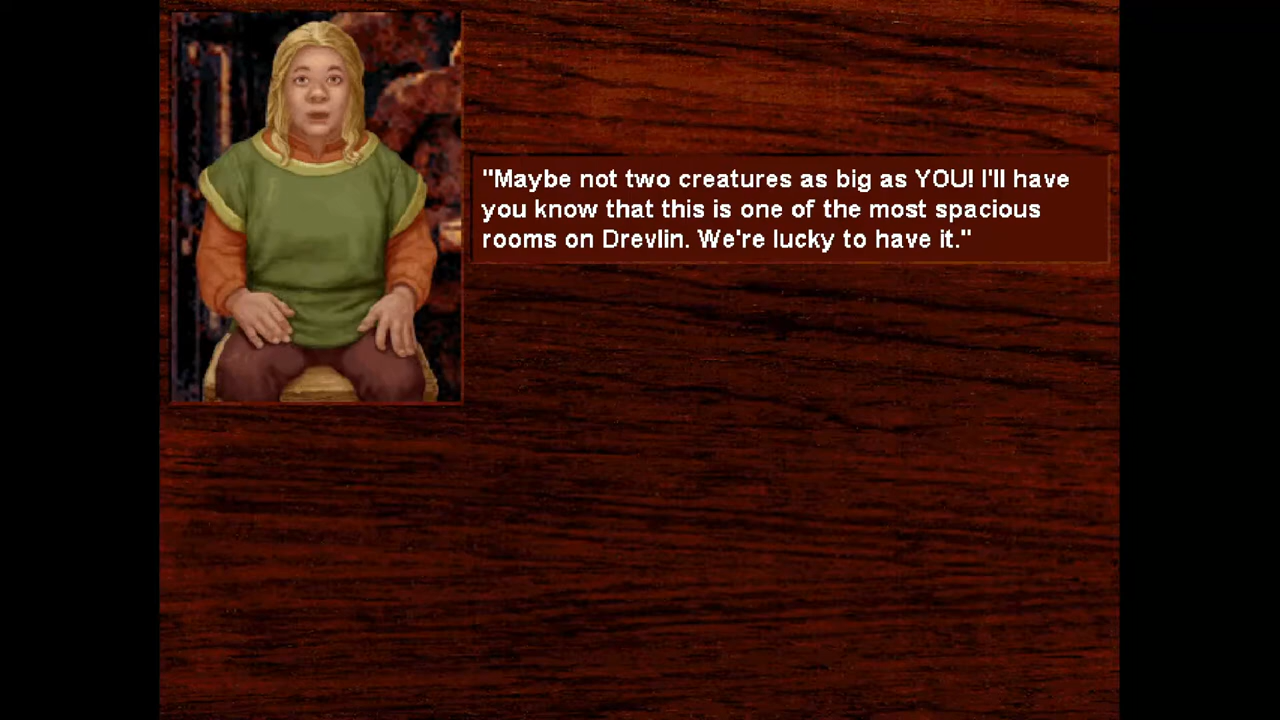 "Maybe not two creatures as big as YOU! I'll have
you know that this is one of the most spacious
rooms on Drevlin. We're lucky to have it."